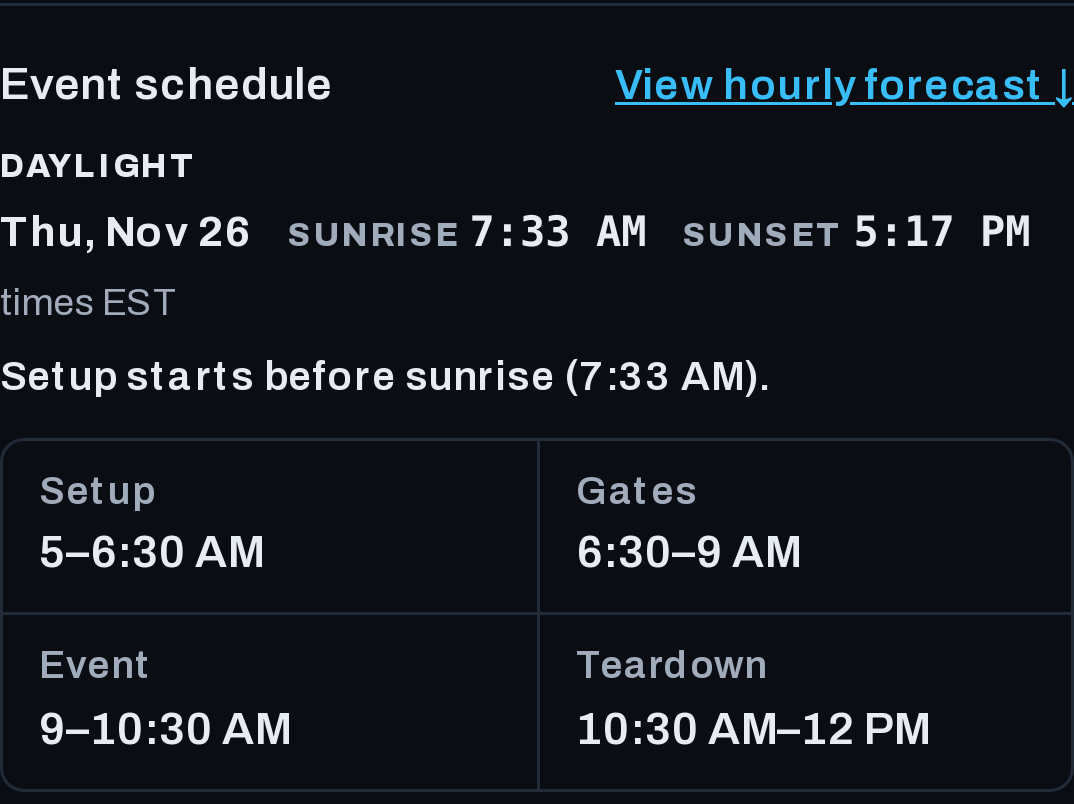 Event schedule
View hourly forecast ↓
DAYLIGHT
Thu, Nov 26 SUNRISE 7:33 AM SUNSET 5:17 PM
times EST
Setup starts before sunrise (7:33 AM).
Setup
5–6:30 AM
Gates
6:30–9 AM
Event
9–10:30 AM
Teardown
10:30 AM–12 PM